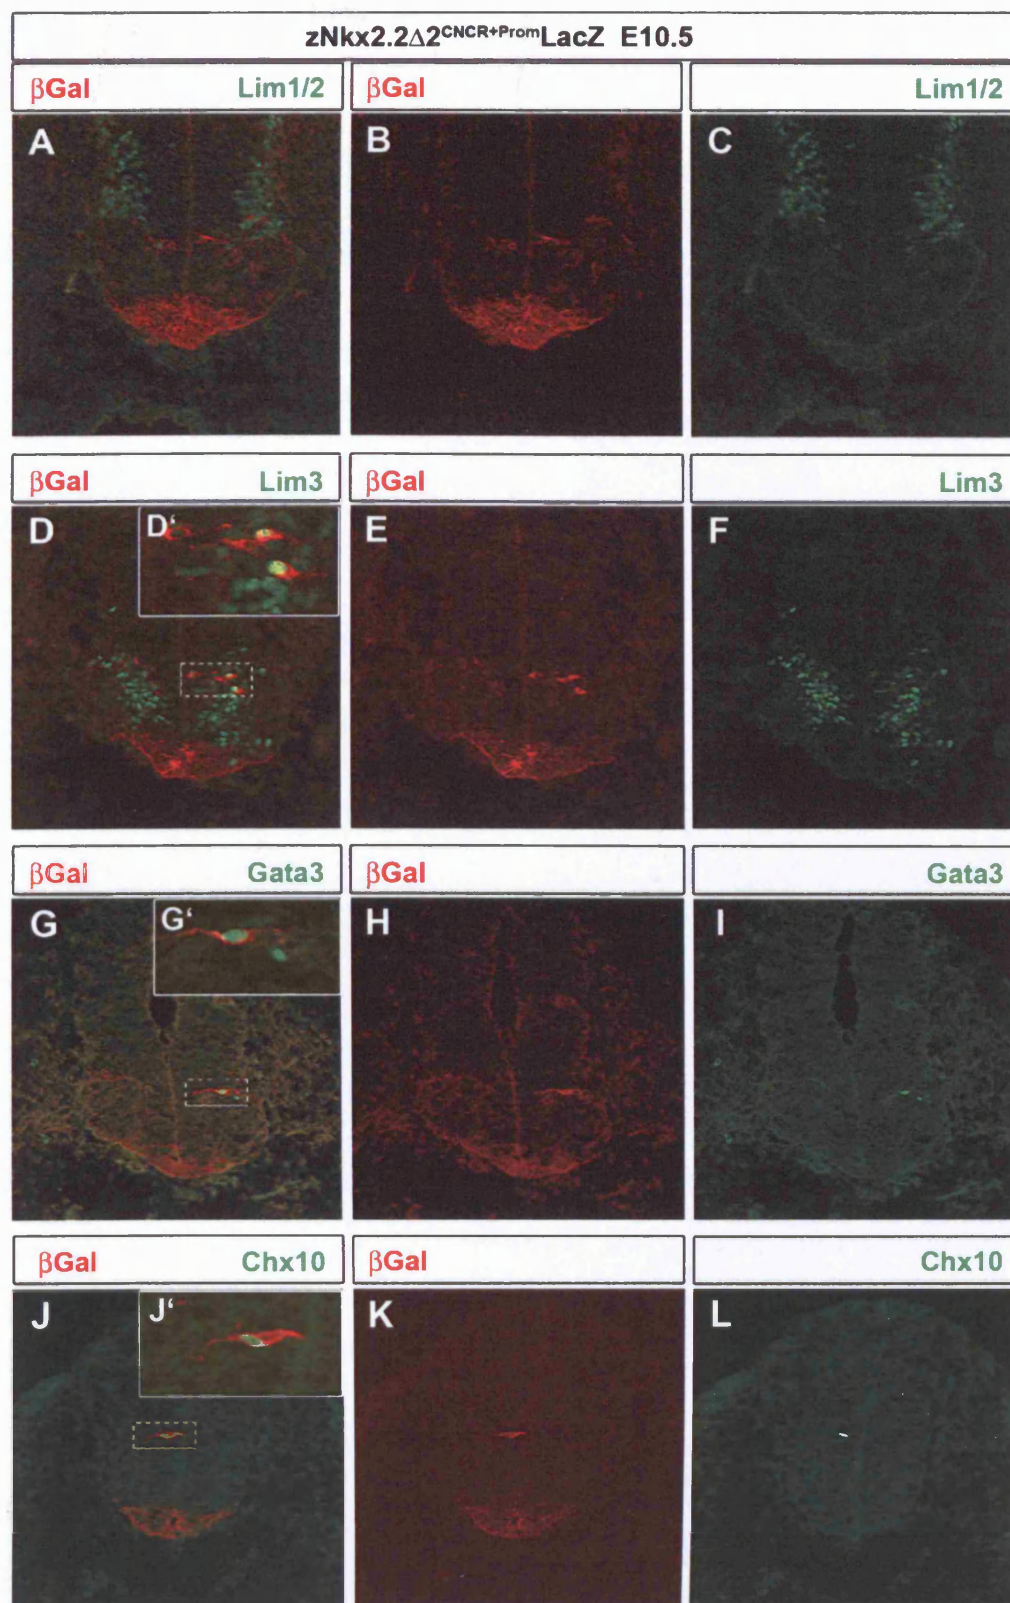 zNkx2.2Δ2CNCR+PromLacZ E10.5
βGal Lim1/2 βGal Lim1/2
A B C
βGal Lim3 βGal Lim3
D D' E F
βGal Gata3 βGal Gata3
G G' H I
βGal Chx10 βGal Chx10
J J' K L